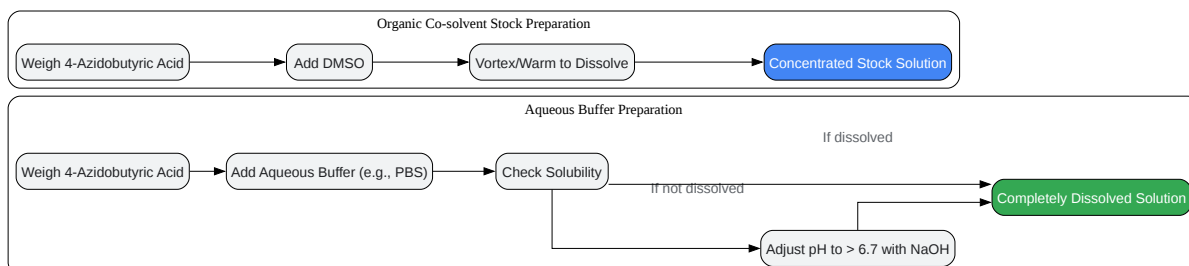 Organic Co-solvent Stock Preparation
Weigh 4-Azidobutyric Acid
Add DMSO
Vortex/Warm to Dissolve
Concentrated Stock Solution
Aqueous Buffer Preparation
Weigh 4-Azidobutyric Acid
Add Aqueous Buffer (e.g., PBS)
Check Solubility
If dissolved
If not dissolved
Completely Dissolved Solution
Adjust pH to > 6.7 with NaOH